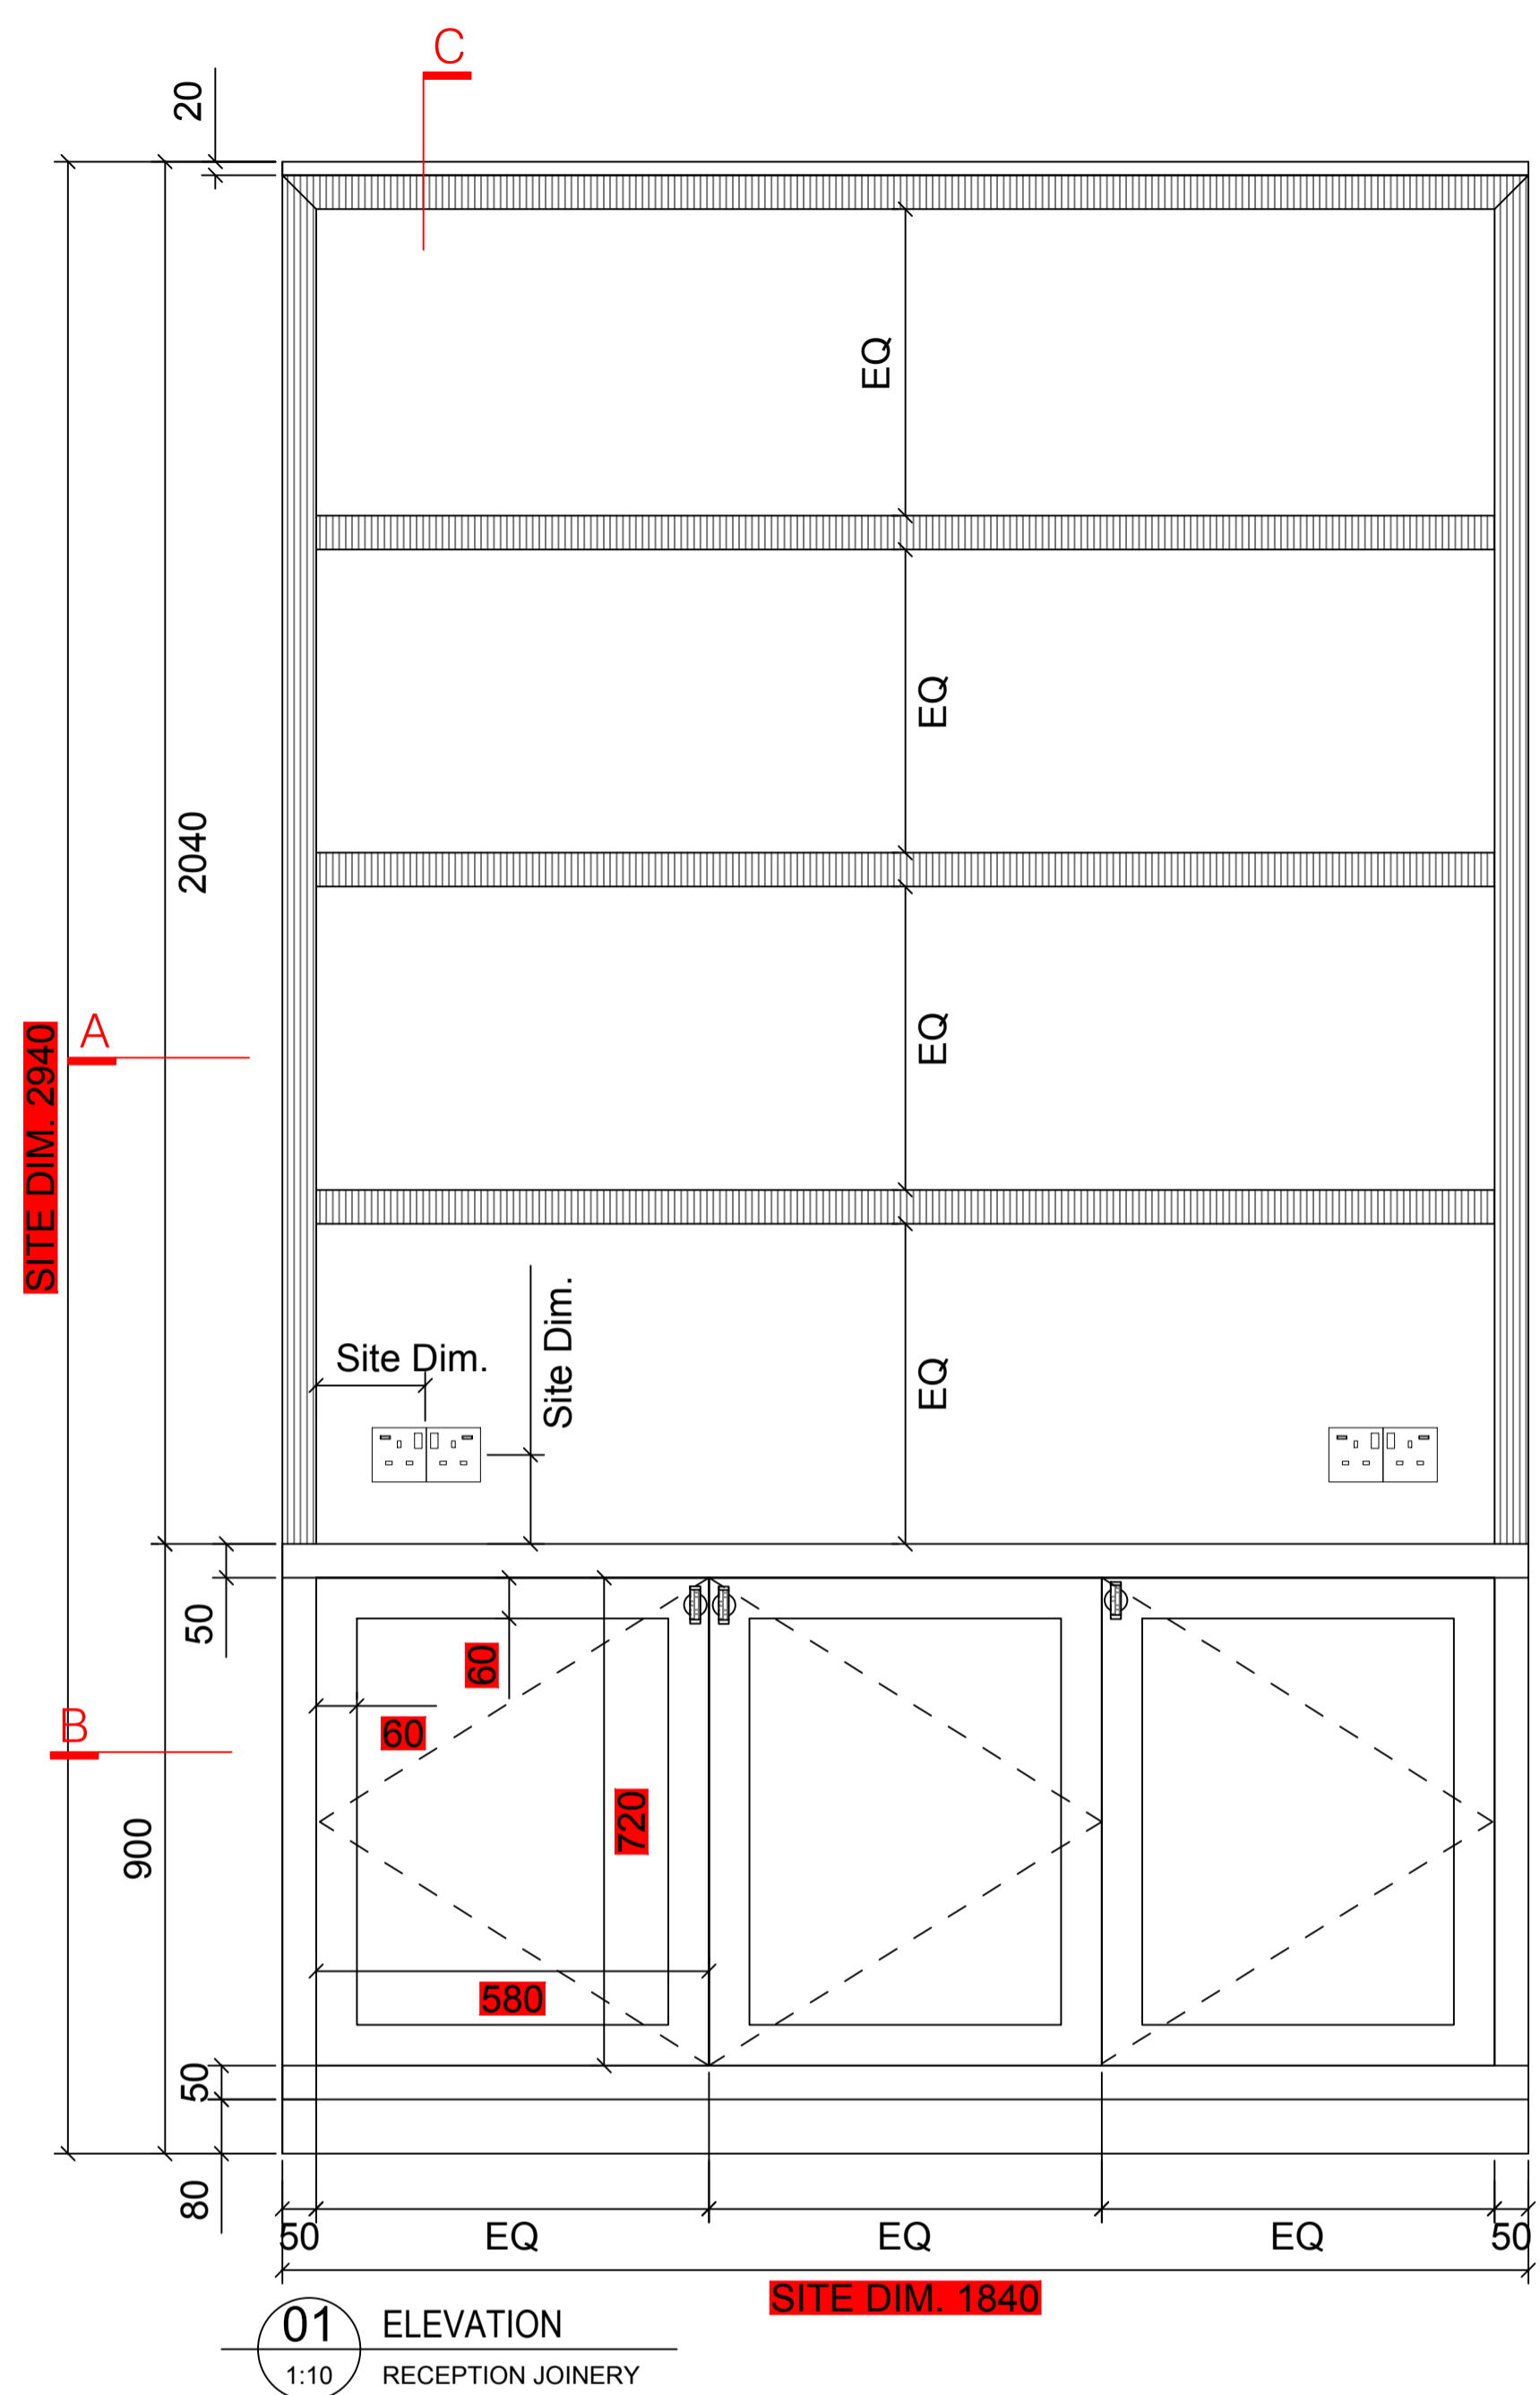 C
20
EQ
EQ
2040
A
SITE DIM. 2940
EQ
Site Dim.
Site Dim.
EQ
50
60
60
B
720
900
580
50
80
50
EQ
EQ
EQ
50
SITE DIM. 1840
01
ELEVATION
1:10
RECEPTION JOINERY